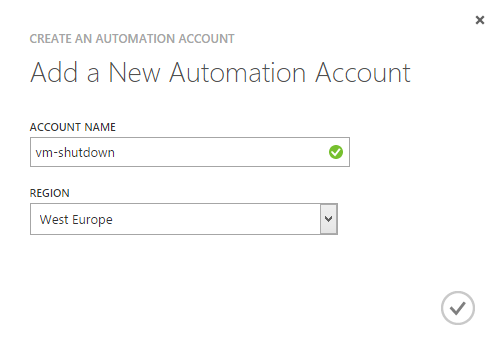 CREATE AN AUTOMATION ACCOUNT
Add a New Automation Account
ACCOUNT NAME
vm-shutdown
REGION
West Europe